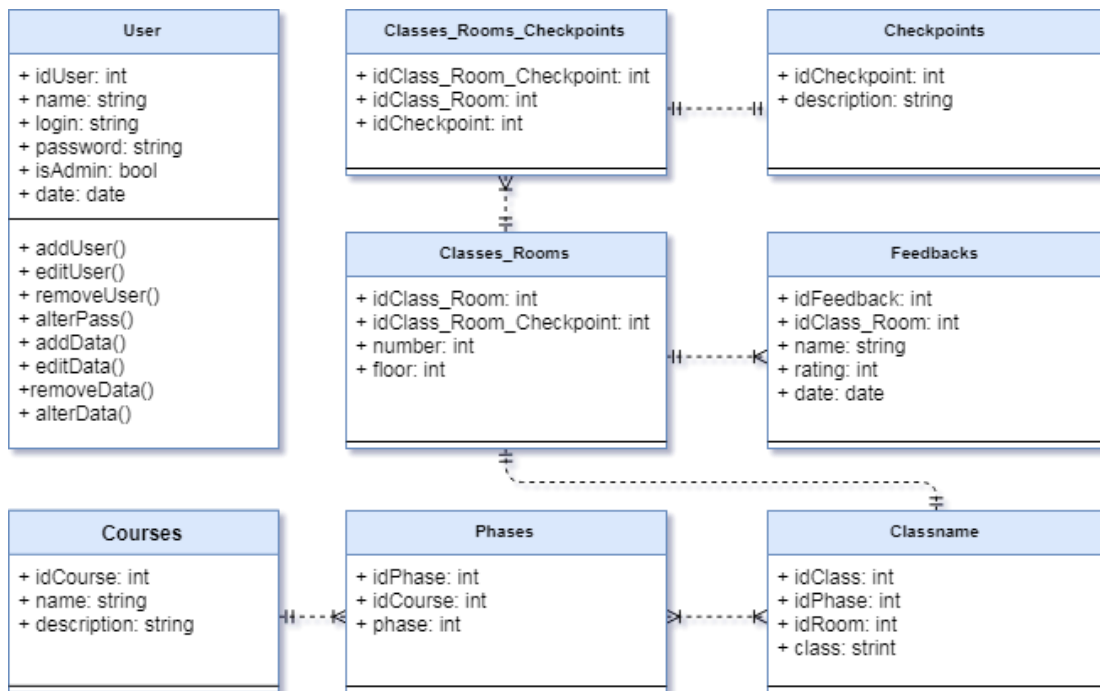 User
+ idUser: int
+ name: string
+ login: string
+ password: string
+ isAdmin: bool
+ date: date
+ addUser()
+ editUser()
+ removeUser()
+ alterPass()
+ addData()
+ editData()
+removeData()
+ alterData()
Classes_Rooms_Checkpoints
+ idClass_Room_Checkpoint: int
+ idClass_Room: int
+ idCheckpoint: int
Checkpoints
+ idCheckpoint: int
+ description: string
Classes_Rooms
+ idClass_Room: int
+ idClass_Room_Checkpoint: int
+ number: int
+ floor: int
Feedbacks
+ idFeedback: int
+ idClass_Room: int
+ name: string
+ rating: int
+ date: date
Courses
+ idCourse: int
+ name: string
+ description: string
Phases
+ idPhase: int
+ idCourse: int
+ phase: int
Classname
+ idClass: int
+ idPhase: int
+ idRoom: int
+ class: strint